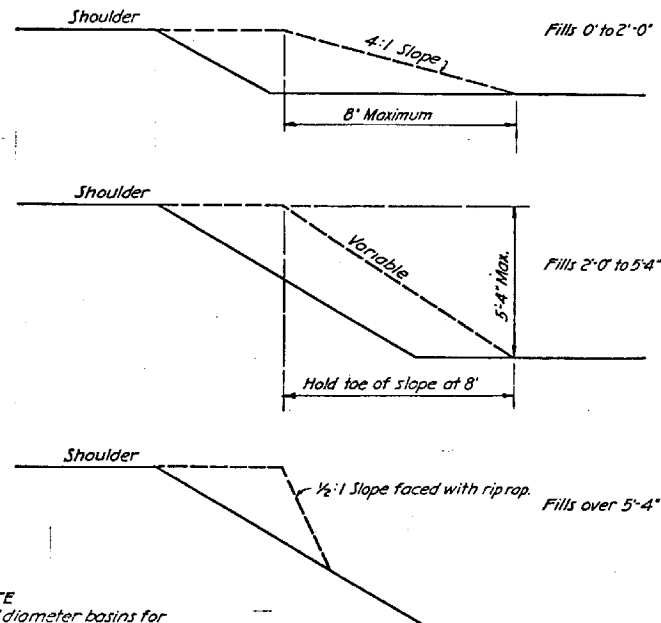 Shoulder
Fills 0' to 2'-0"
4:1 Slope
8' Maximum
Shoulder
Variable
5'-4" Max.
Fills 2'-0" to 5'-4"
Hold toe of slope at 8'
Shoulder
½:1 Slope faced with rip rap.
Fills over 5'-4"
diameter basins for